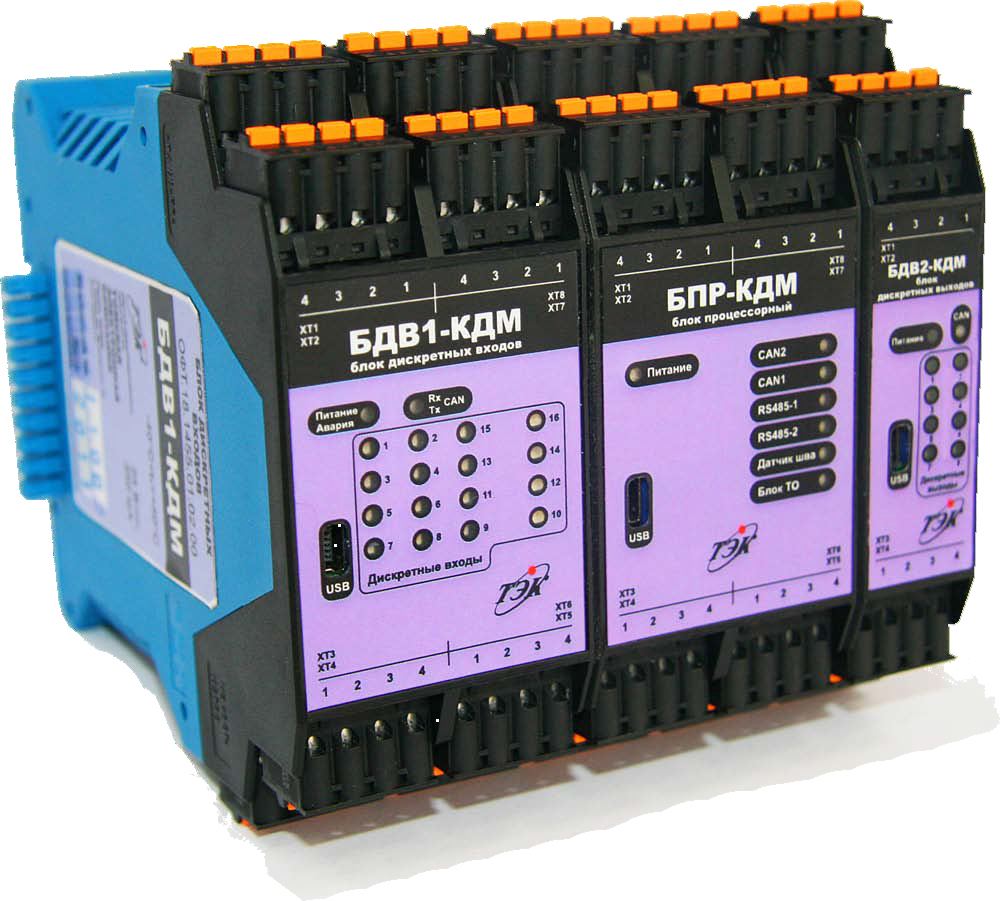 4 3 2 1 4 3 2 1
XT1
XT2
XT8
XT7
БДВ1-КДМ
блок дискретных входов
Питание
Авария
Rx
Tx
CAN
1 2 15 16
3 4 13 14
5 6 11 12
7 8 9 10
Дискретные входы
USB
ТЭК
XT6
XT5
XT3
XT4
1 2 3 4 1 2 3 4
4 3 2 1 4 3 2 1
XT1
XT2
XT8
XT7
БПР-КДМ
блок процессорный
Питание
CAN2
CAN1
RS485-1
RS485-2
Датчик шва
Блок ТО
USB
ТЭК
XT6
XT5
XT3
XT4
1 2 3 4 1 2 3 4
4 3 2 1
XT1
XT2
БДВ2-КДМ
блок
дискретных выходов
Питание
CAN
USB
Дискретные
выходы
ТЭК
XT3
XT4
1 2 3 4
БЛОК ДИСКРЕТНЫХ
ВХОДОВ
БДВ1-КДМ
ТЭК